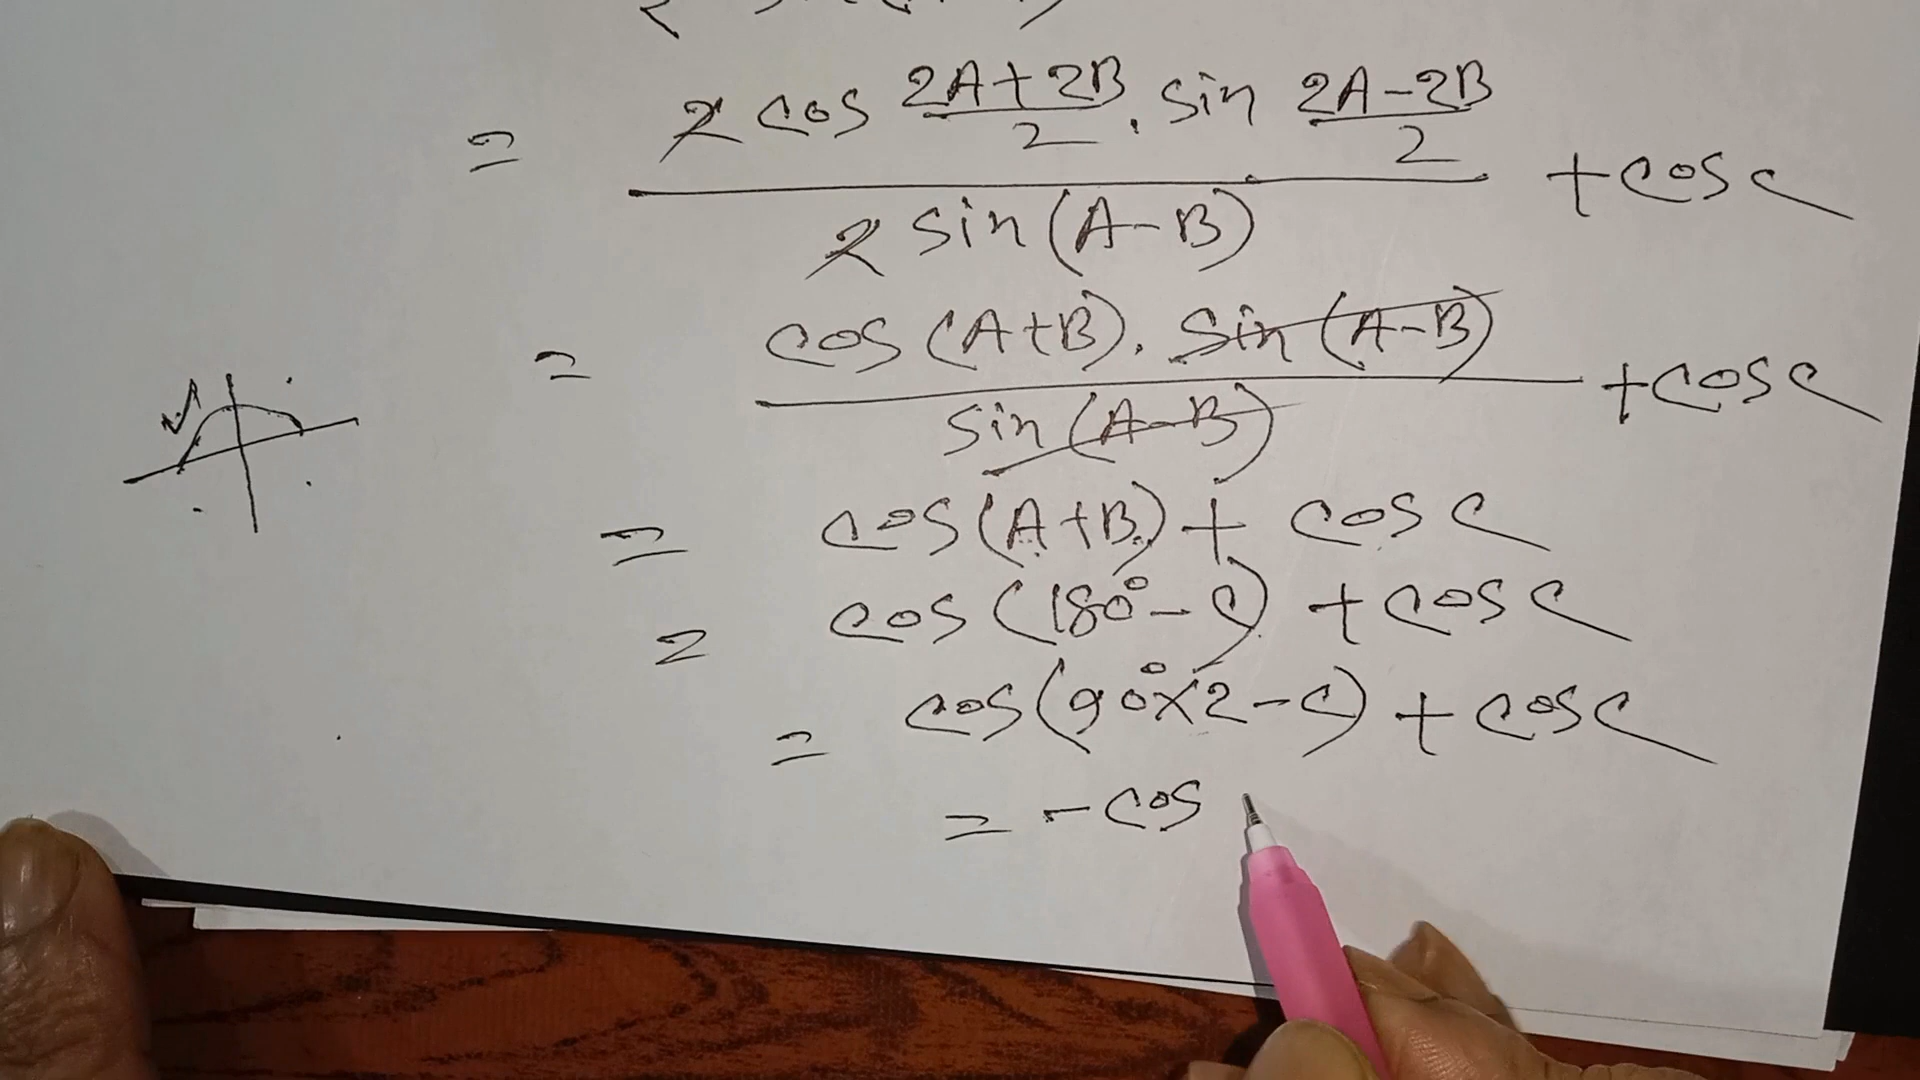 = 2 cos (2A+2B)/2 . sin (2A-2B)/2 / 2 sin(A-B) + cos C
= cos(A+B). sin(A-B) / sin(A-B) + cos C
= cos(A+B) + cos C
= cos(180°-C) + cos C
= cos(90°×2-C) + cos C
= -cos
A